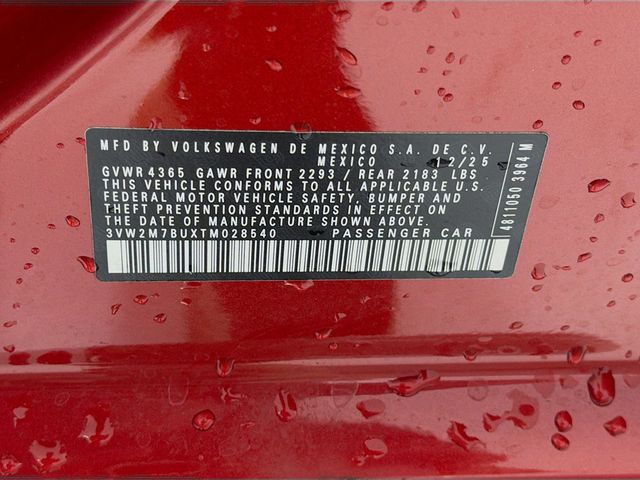 MFD BY VOLKSWAGEN DE MEXICO S.A. DE C.V.
MEXICO 12/25
GVWR 4365 GAWR FRONT 2293 / REAR 2183 LBS
THIS VEHICLE CONFORMS TO ALL APPLICABLE U.S.
FEDERAL MOTOR VEHICLE SAFETY, BUMPER AND
THEFT PREVENTION STANDARDS IN EFFECT ON
THE DATE OF MANUFACTURE SHOWN ABOVE.
3VW2M7BUXTM028540 PASSENGER CAR
4811050 3964 M